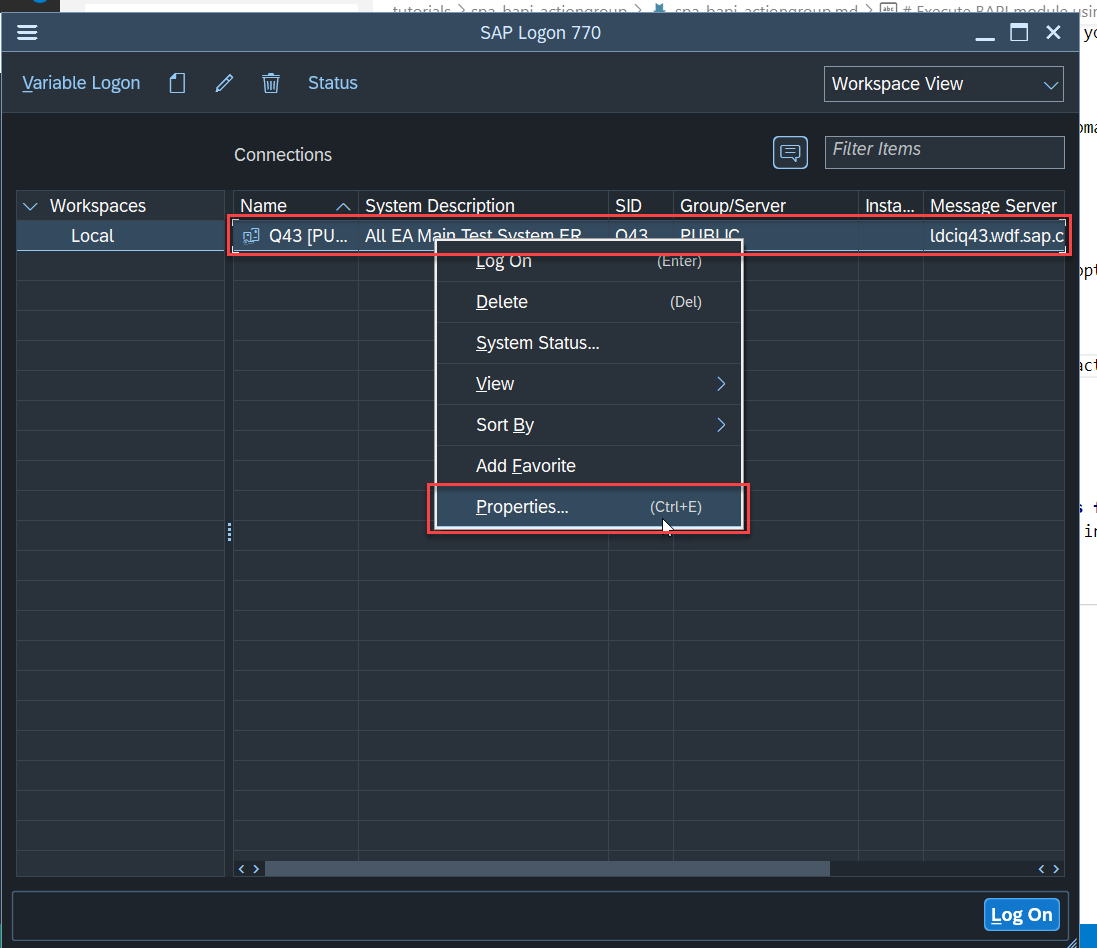 tutorials > spa-bapi-actiongroup > spa-bapi-actiongroup.md > # Execute BAPI module using
SAP Logon 770
Variable Logon Status Workspace View
Connections Filter Items
Workspaces Name System Description SID Group/Server Insta... Message Server
Local Q43 [PU... All EA Main Test System ER Q43 PUBLIC ldciq43.wdf.sap.c
Log On (Enter)
Delete (Del)
System Status...
View
Sort By
Add Favorite
Properties... (Ctrl+E)
Log On